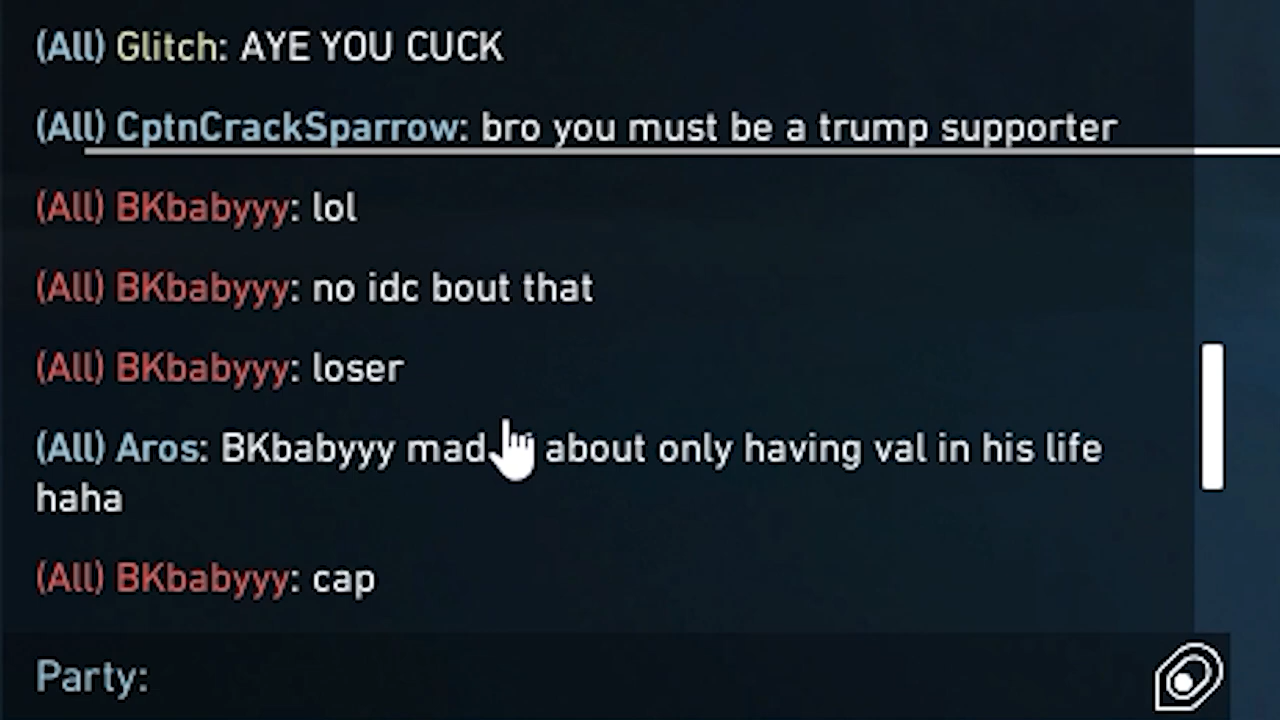 (All) Glitch: AYE YOU CUCK
(All) CptnCrackSparrow: bro you must be a trump supporter
(All) BKbabyyy: lol
(All) BKbabyyy: no idc bout that
(All) BKbabyyy: loser
(All) Aros: BKbabyyy mad about only having val in his life
haha
(All) BKbabyyy: cap
Party: